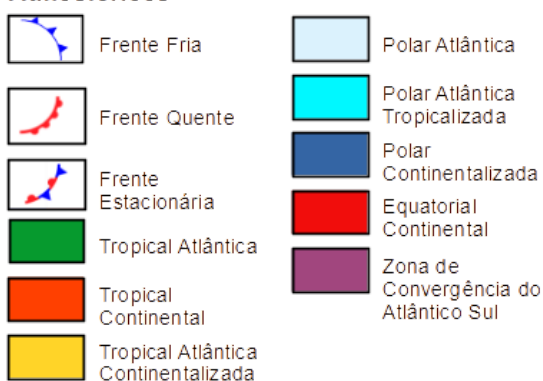 Frente Fria
Frente Quente
Frente
Estacionária
Tropical Atlântica
Tropical
Continental
Tropical Atlântica
Continentalizada
Polar Atlântica
Polar Atlântica
Tropicalizada
Polar
Continentalizada
Equatorial
Continental
Zona de
Convergência do
Atlântico Sul